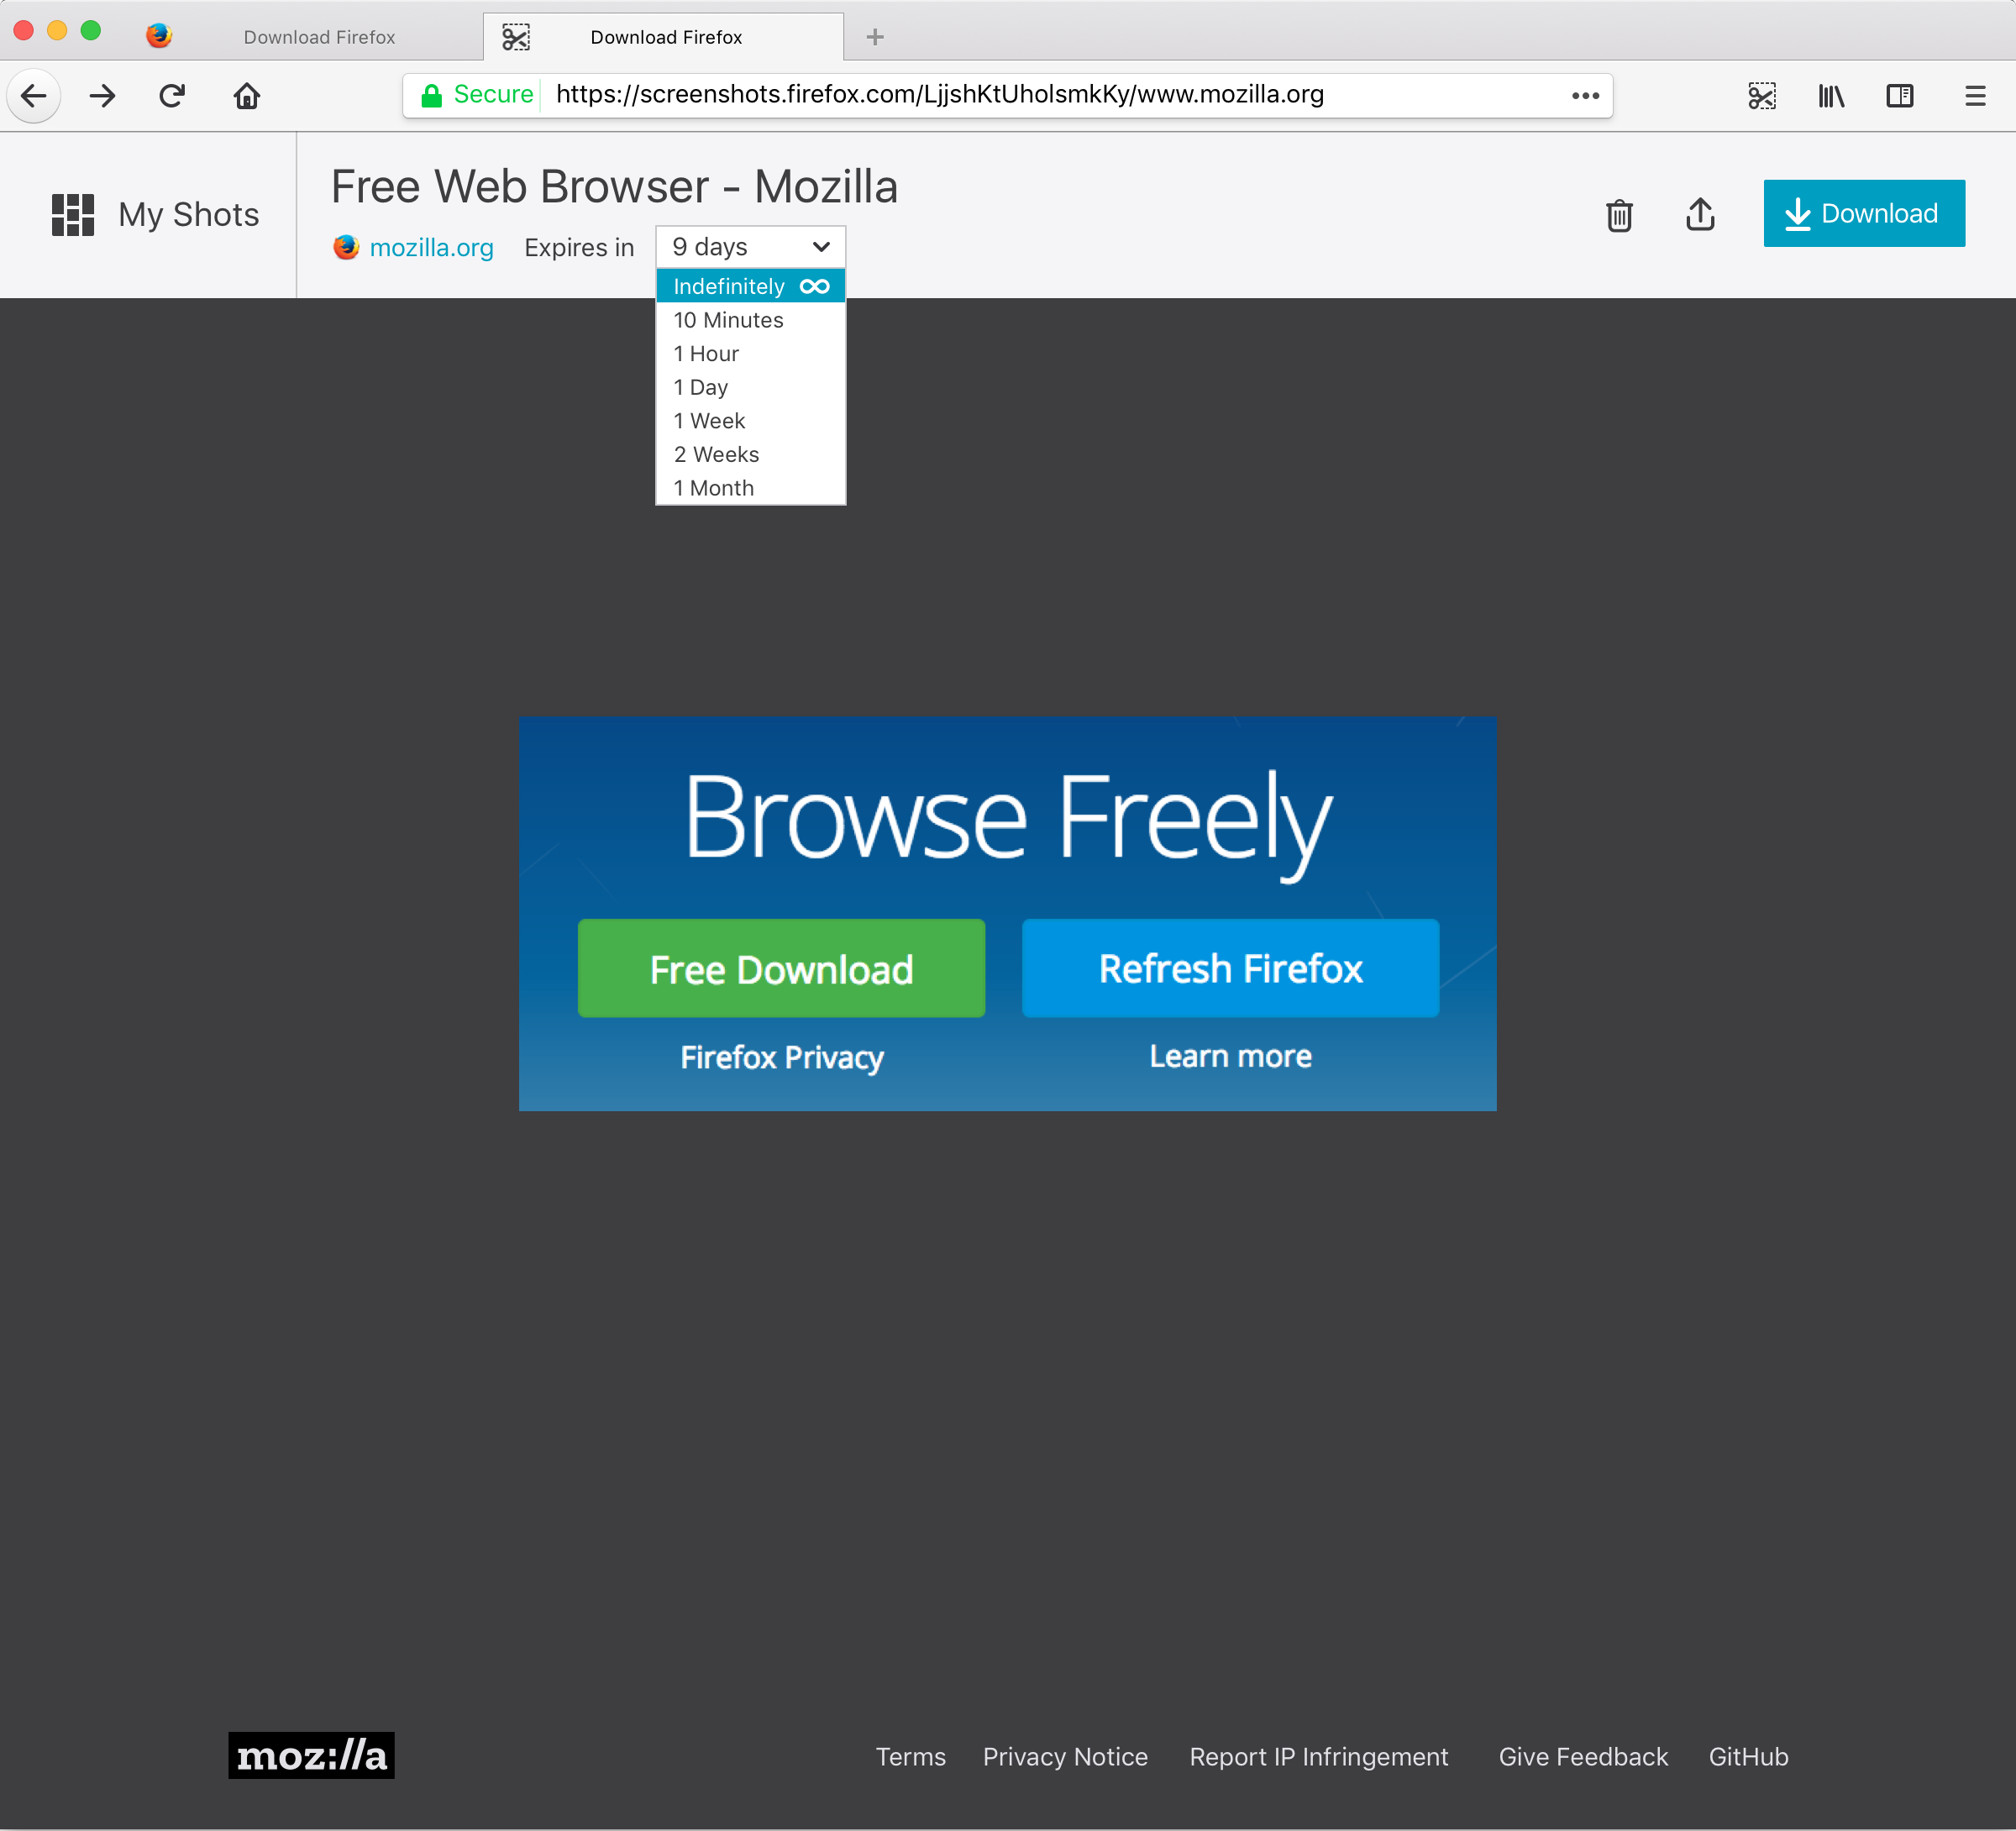 Download Firefox
Download Firefox
Secure
https://screenshots.firefox.com/LjjshKtUholsmkKy/www.mozilla.org
My Shots
Free Web Browser - Mozilla
mozilla.org
Expires in
9 days
Download
Indefinitely
10 Minutes
1 Hour
1 Day
1 Week
2 Weeks
1 Month
Browse Freely
Free Download
Refresh Firefox
Firefox Privacy
Learn more
moz://a
Terms
Privacy Notice
Report IP Infringement
Give Feedback
GitHub